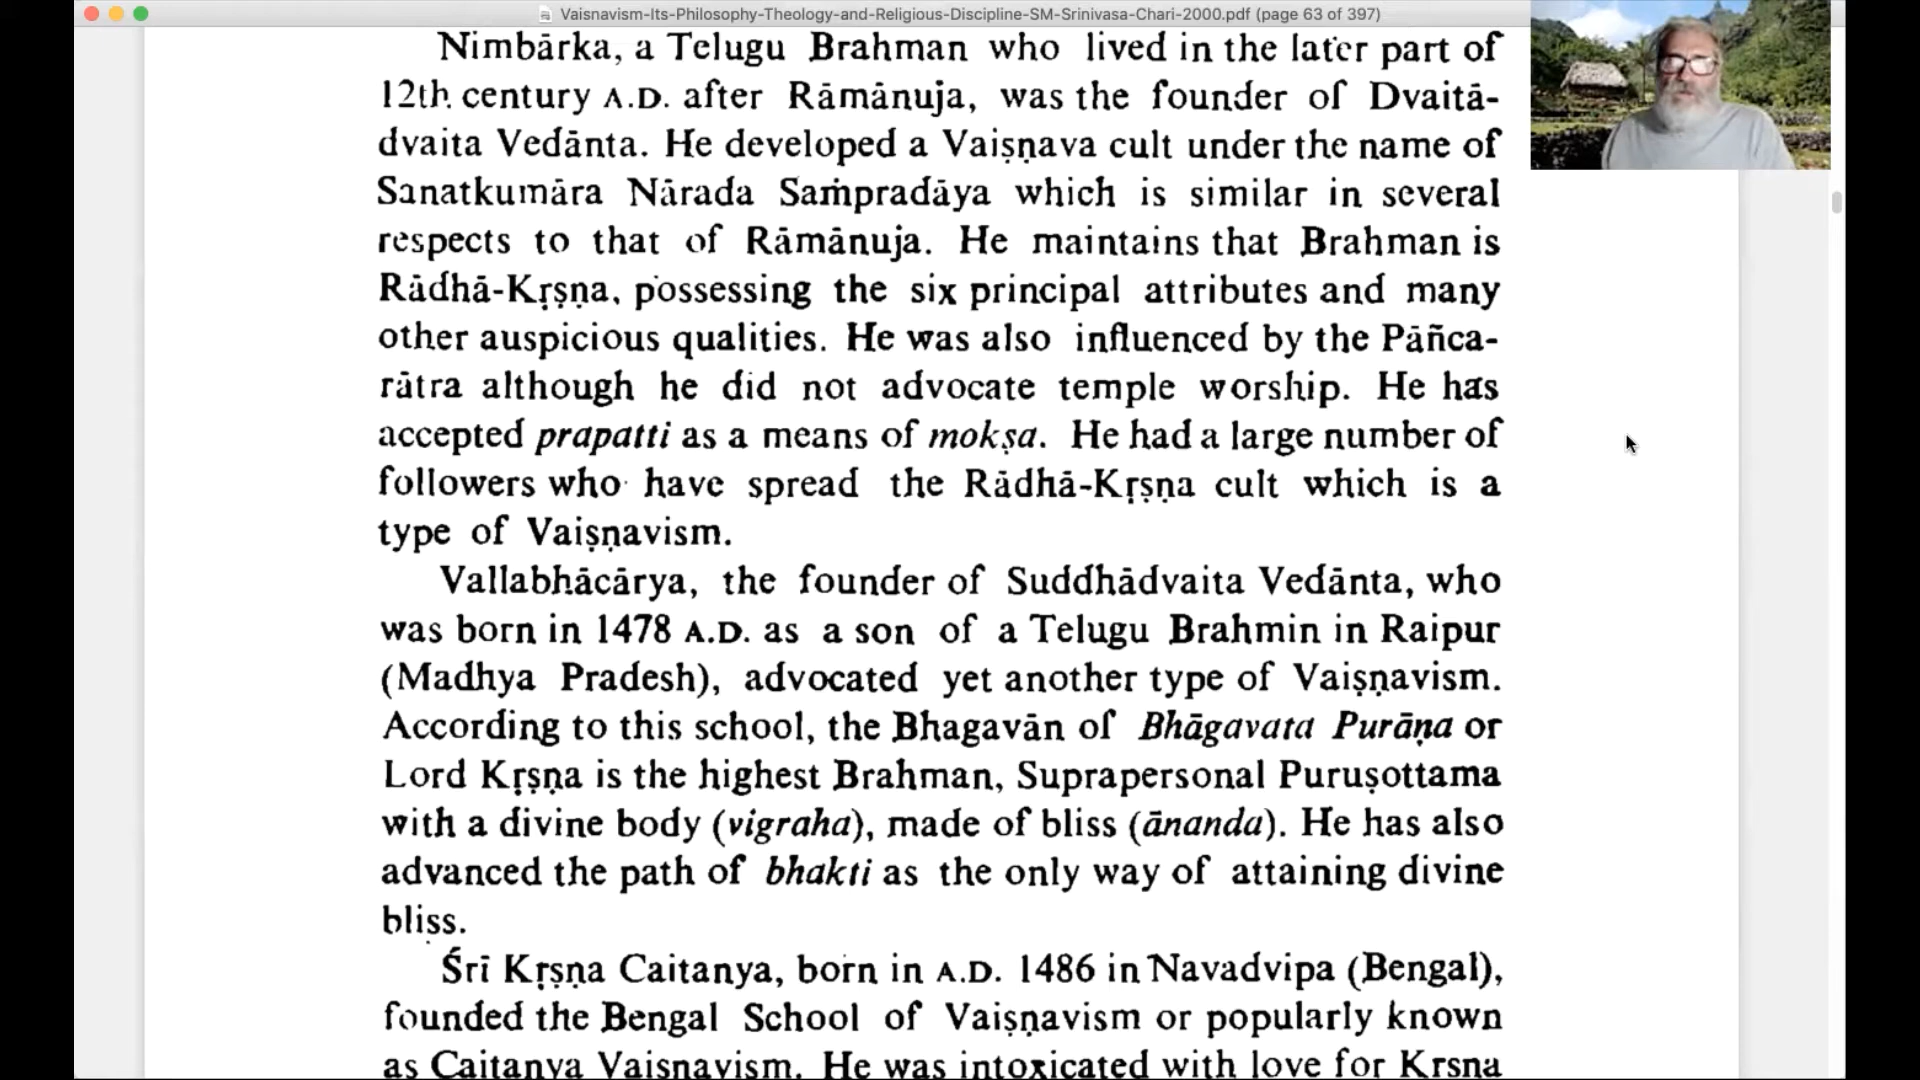 Vaisnavism-Its-Philosophy-Theology-and-Religious-Discipline-SM-Srinivasa-Chari-2000.pdf (page 63 of 397)
Nimbārka, a Telugu Brahman who lived in the later part of
12th century A.D. after Rāmānuja, was the founder of Dvaitā-
dvaita Vedānta. He developed a Vaiṣṇava cult under the name of
Sanatkumāra Nārada Saṁpradāya which is similar in several
respects to that of Rāmānuja. He maintains that Brahman is
Rādhā-Kṛṣṇa, possessing the six principal attributes and many
other auspicious qualities. He was also influenced by the Pāñca-
rātra although he did not advocate temple worship. He has
accepted prapatti as a means of mokṣa. He had a large number of
followers who have spread the Rādhā-Kṛṣṇa cult which is a
type of Vaiṣṇavism.
Vallabhācārya, the founder of Suddhādvaita Vedānta, who
was born in 1478 A.D. as a son of a Telugu Brahmin in Raipur
(Madhya Pradesh), advocated yet another type of Vaiṣṇavism.
According to this school, the Bhagavān of Bhāgavata Purāṇa or
Lord Kṛṣṇa is the highest Brahman, Suprapersonal Puruṣottama
with a divine body (vigraha), made of bliss (ānanda). He has also
advanced the path of bhakti as the only way of attaining divine
bliss.
Śrī Kṛṣṇa Caitanya, born in A.D. 1486 in Navadvipa (Bengal),
founded the Bengal School of Vaiṣṇavism or popularly known
as Caitanya Vaiṣṇavism. He was intoxicated with love for Kṛṣṇa